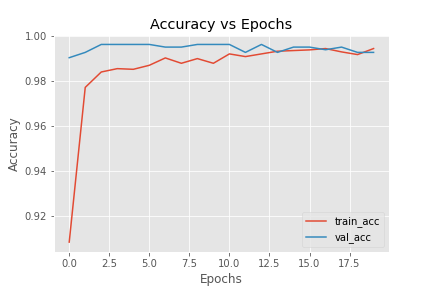 Accuracy vs Epochs
1.00
0.98
0.96
0.94
0.92
Accuracy
train_acc
val_acc
0.0 2.5 5.0 7.5 10.0 12.5 15.0 17.5
Epochs